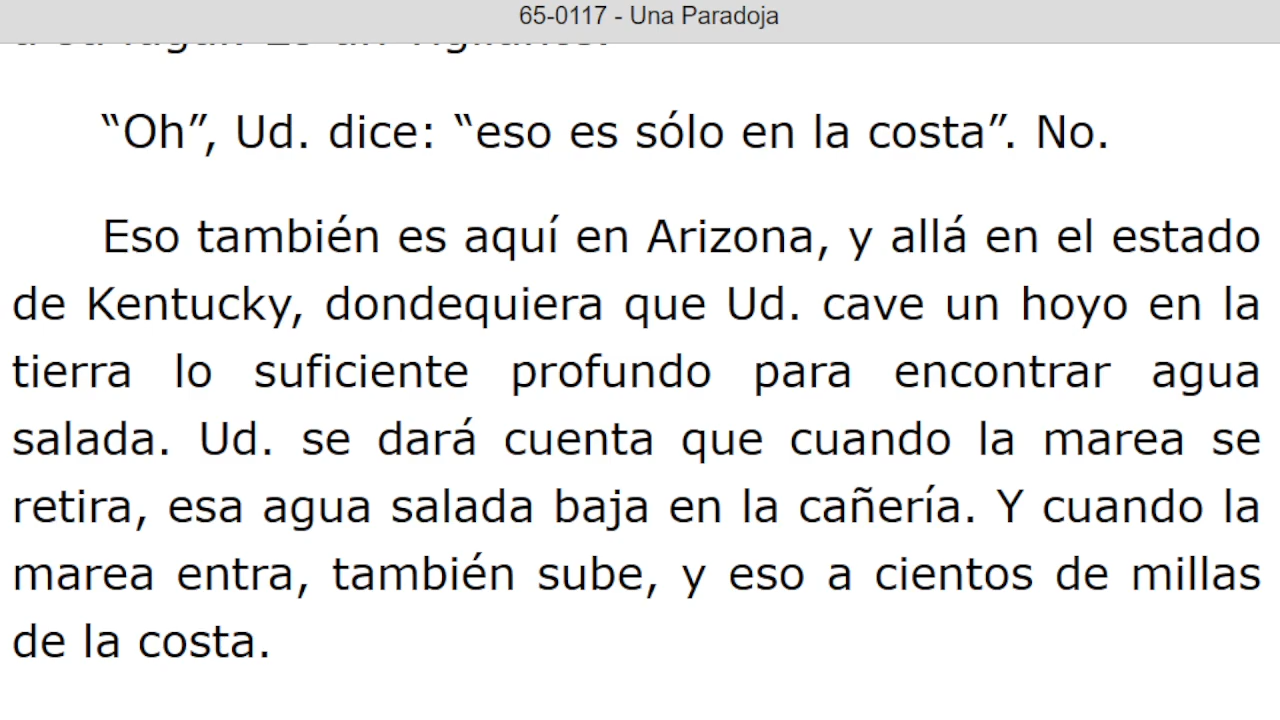 65-0117 - Una Paradoja
“Oh”, Ud. dice: “eso es sólo en la costa”. No.
Eso también es aquí en Arizona, y allá en el estado
de Kentucky, dondequiera que Ud. cave un hoyo en la
tierra lo suficiente profundo para encontrar agua
salada. Ud. se dará cuenta que cuando la marea se
retira, esa agua salada baja en la cañería. Y cuando la
marea entra, también sube, y eso a cientos de millas
de la costa.